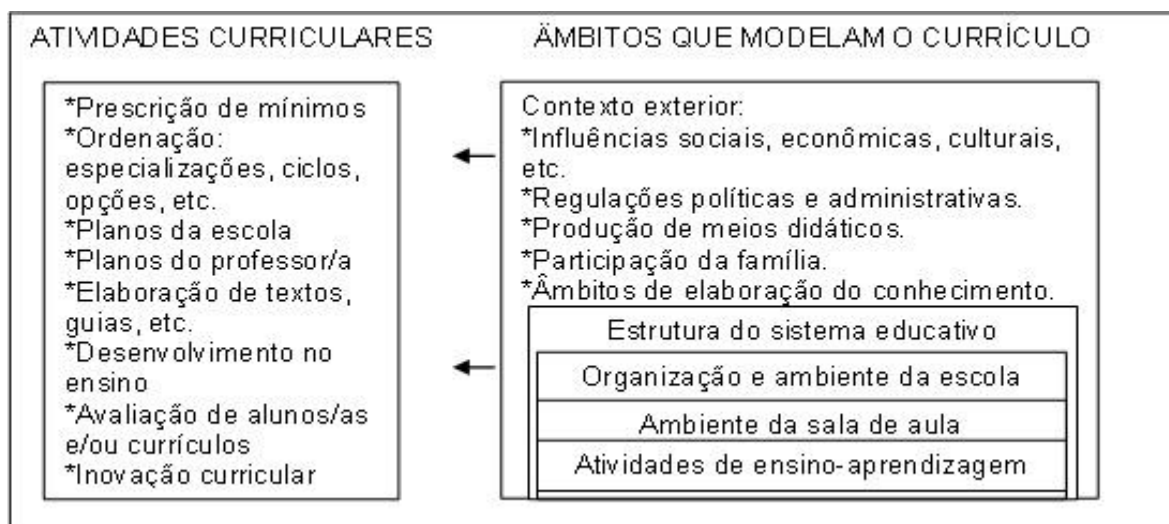 ATIVIDADES CURRICULARES
*Prescrição de mínimos
*Ordenação:
especializações, ciclos,
opções, etc.
*Planos da escola
*Planos do professor/a
*Elaboração de textos,
guias, etc.
*Desenvolvimento no
ensino
*Avaliação de alunos/as
e/ou currículos
*Inovação curricular
ÄMBITOS QUE MODELAM O CURRÍCULO
Contexto exterior:
*Influências sociais, econômicas, culturais,
etc.
*Regulações políticas e administrativas.
*Produção de meios didáticos.
*Participação da família.
*Âmbitos de elaboração do conhecimento.
Estrutura do sistema educativo
Organização e ambiente da escola
Ambiente da sala de aula
Atividades de ensino-aprendizagem